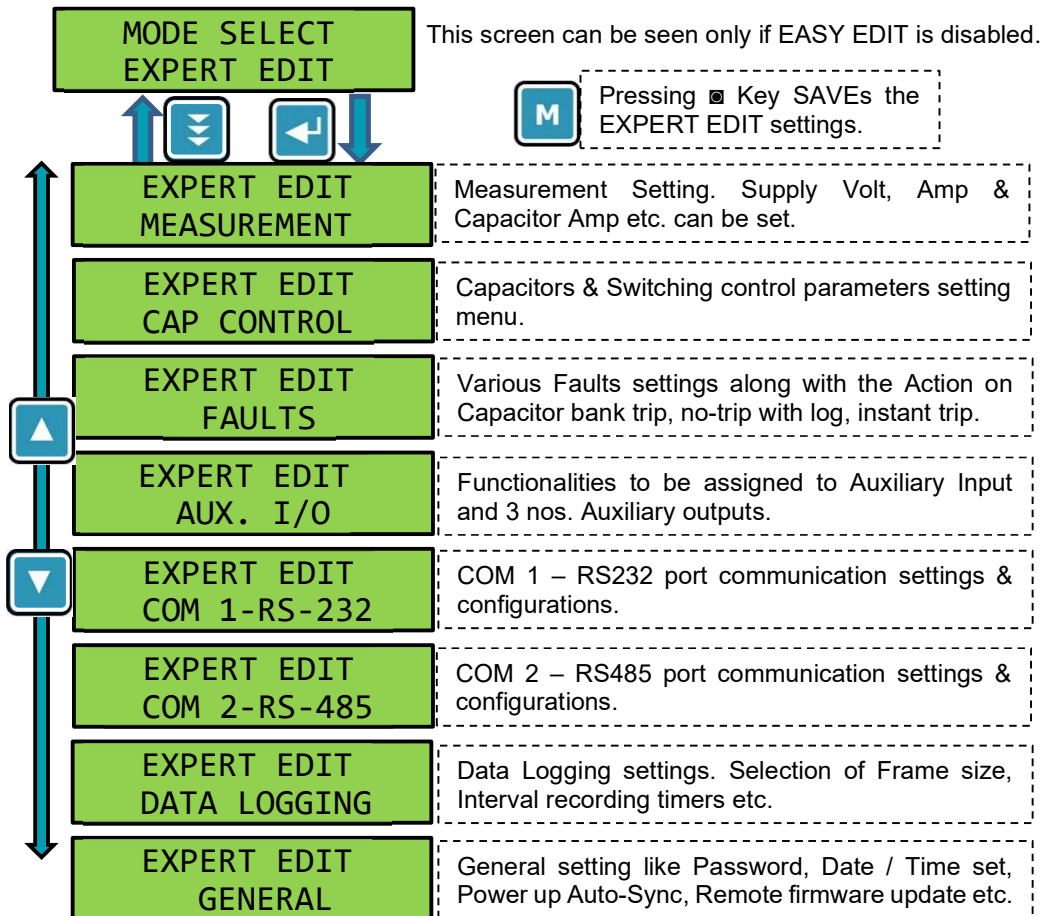 MODE SELECT
EXPERT EDIT
This screen can be seen only if EASY EDIT is disabled.
M
Pressing ◙ Key SAVEs the
EXPERT EDIT settings.
EXPERT EDIT
MEASUREMENT
Measurement Setting. Supply Volt, Amp &
Capacitor Amp etc. can be set.
EXPERT EDIT
CAP CONTROL
Capacitors & Switching control parameters setting
menu.
EXPERT EDIT
FAULTS
Various Faults settings along with the Action on
Capacitor bank trip, no-trip with log, instant trip.
EXPERT EDIT
AUX. I/O
Functionalities to be assigned to Auxiliary Input
and 3 nos. Auxiliary outputs.
EXPERT EDIT
COM 1-RS-232
COM 1 – RS232 port communication settings &
configurations.
EXPERT EDIT
COM 2-RS-485
COM 2 – RS485 port communication settings &
configurations.
EXPERT EDIT
DATA LOGGING
Data Logging settings. Selection of Frame size,
Interval recording timers etc.
EXPERT EDIT
GENERAL
General setting like Password, Date / Time set,
Power up Auto-Sync, Remote firmware update etc.